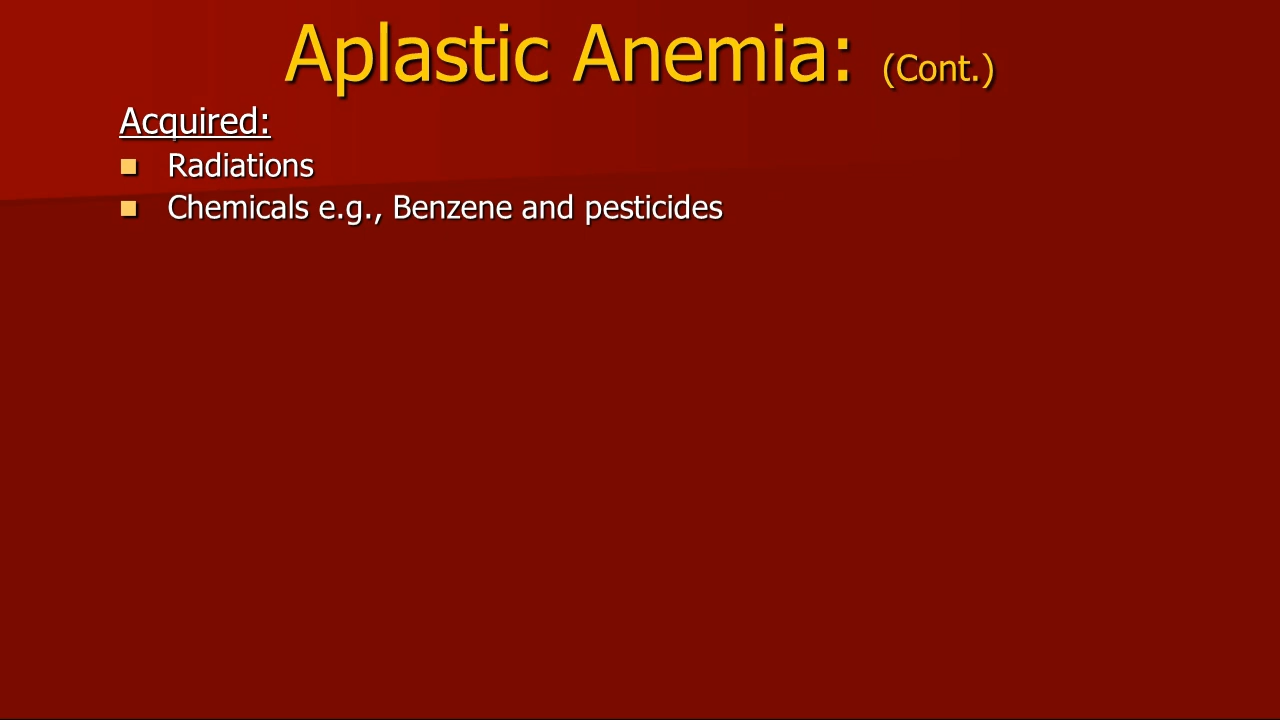 Aplastic Anemia: (Cont.)
Acquired:
Radiations
Chemicals e.g., Benzene and pesticides